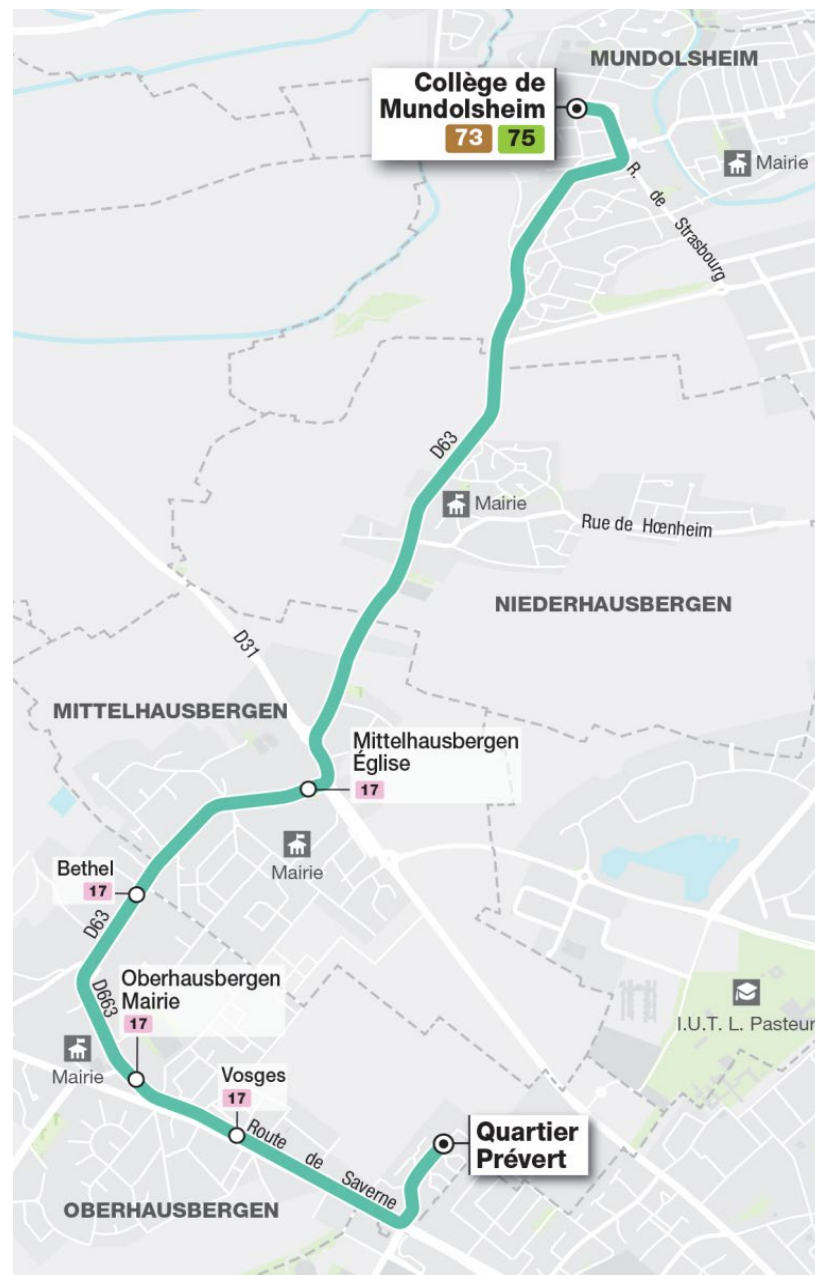 MUNDOLSHEIM
Collège de
Mundolsheim
73 75
Mairie
R. de Strasbourg
D63
Mairie
Rue de Hœnheim
NIEDERHAUSBERGEN
D31
MITTELHAUSBERGEN
Mittelhausbergen
Église
17
Mairie
Bethel
17
D63
D663
Oberhausbergen
Mairie
17
I.U.T. L. Pasteur
Mairie
Vosges
17
Route de Saverne
Quartier
Prévert
OBERHAUSBERGEN